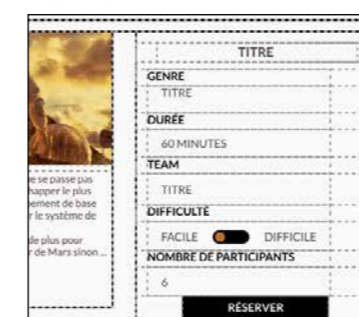 TITRE
GENRE
TITRE
DURÉE
60 MINUTES
TEAM
TITRE
DIFFICULTÉ
FACILE DIFFICILE
NOMBRE DE PARTICIPANTS
6
RÉSERVER
se passe pas
happer le plus
ement de base
r le système de
de plus pour
de Mars sinon ...